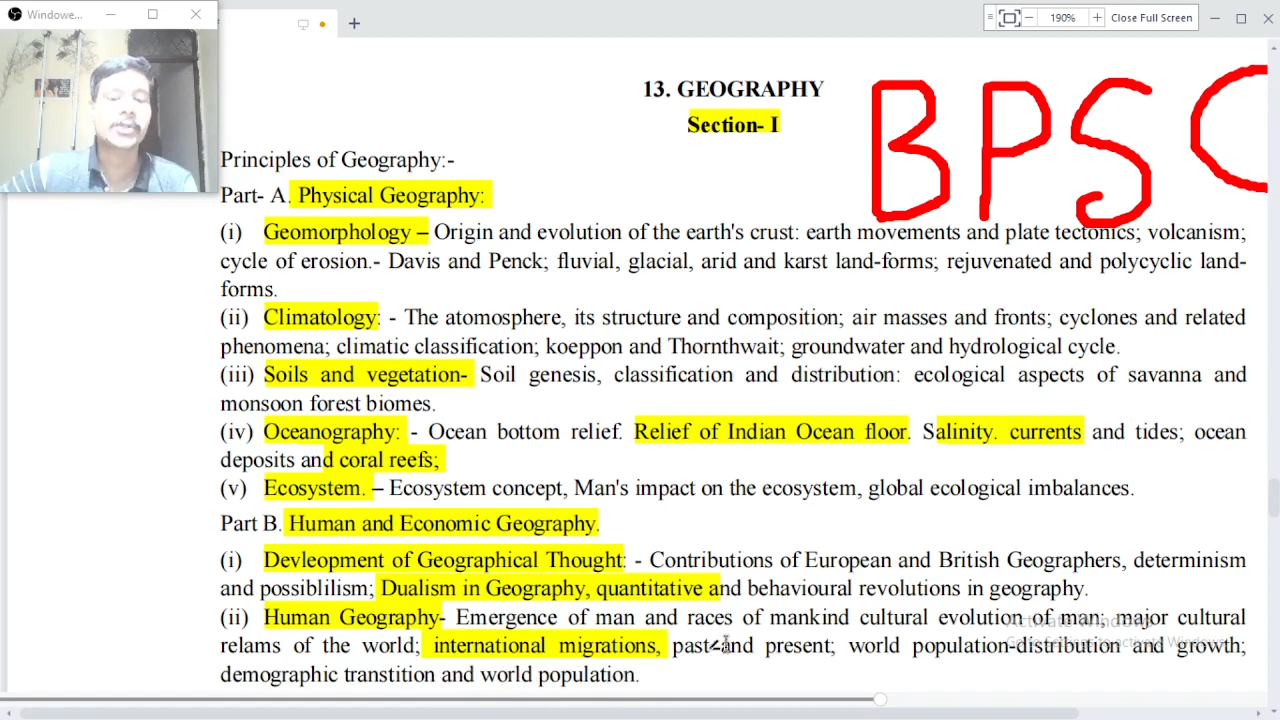 Windowe...
190%
Close Full Screen
13. GEOGRAPHY
BPSC
Section- I
Principles of Geography:-
Part- A. Physical Geography:
(i) Geomorphology – Origin and evolution of the earth's crust: earth movements and plate tectonics; volcanism;
cycle of erosion.- Davis and Penck; fluvial, glacial, arid and karst land-forms; rejuvenated and polycyclic land-
forms.
(ii) Climatology: - The atomosphere, its structure and composition; air masses and fronts; cyclones and related
phenomena; climatic classification; koeppon and Thornthwait; groundwater and hydrological cycle.
(iii) Soils and vegetation- Soil genesis, classification and distribution: ecological aspects of savanna and
monsoon forest biomes.
(iv) Oceanography: - Ocean bottom relief. Relief of Indian Ocean floor. Salinity. currents and tides; ocean
deposits and coral reefs;
(v) Ecosystem. – Ecosystem concept, Man's impact on the ecosystem, global ecological imbalances.
Part B. Human and Economic Geography.
(i) Devleopment of Geographical Thought: - Contributions of European and British Geographers, determinism
and possiblilism; Dualism in Geography, quantitative and behavioural revolutions in geography.
(ii) Human Geography- Emergence of man and races of mankind cultural evolution of man; major cultural
relams of the world; international migrations, past and present; world population-distribution and growth;
demographic transtition and world population.
Activate Windows
Go to Settings to activate Windows.